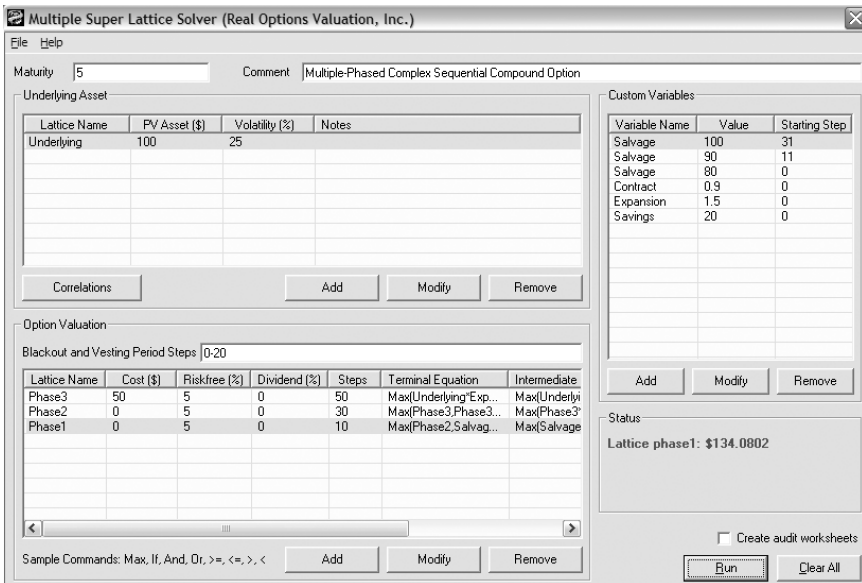 Multiple Super Lattice Solver (Real Options Valuation, Inc.)
File Help
Maturity 5 Comment Multiple-Phased Complex Sequential Compound Option
Underlying Asset
Lattice Name PV Asset ($) Volatility (%) Notes
Underlying 100 25
Correlations Add Modify Remove
Custom Variables
Variable Name Value Starting Step
Salvage 100 31
Salvage 90 11
Salvage 80 0
Contract 0.9 0
Expansion 1.5 0
Savings 20 0
Add Modify Remove
Option Valuation
Blackout and Vesting Period Steps 0-20
Lattice Name Cost ($) Riskfree (%) Dividend (%) Steps Terminal Equation Intermediate
Phase3 50 5 0 50 Max(Underlying*Exp... Max(Underlyi
Phase2 0 5 0 30 Max(Phase3,Phase3... Max(Phase3*
Phase1 0 5 0 10 Max(Phase2,Salvag... Max(Salvage
Sample Commands: Max, If, And, Or, >=, <=, >, < Add Modify Remove
Status
Lattice phase1: $134.0802
Create audit worksheets
Run Clear All